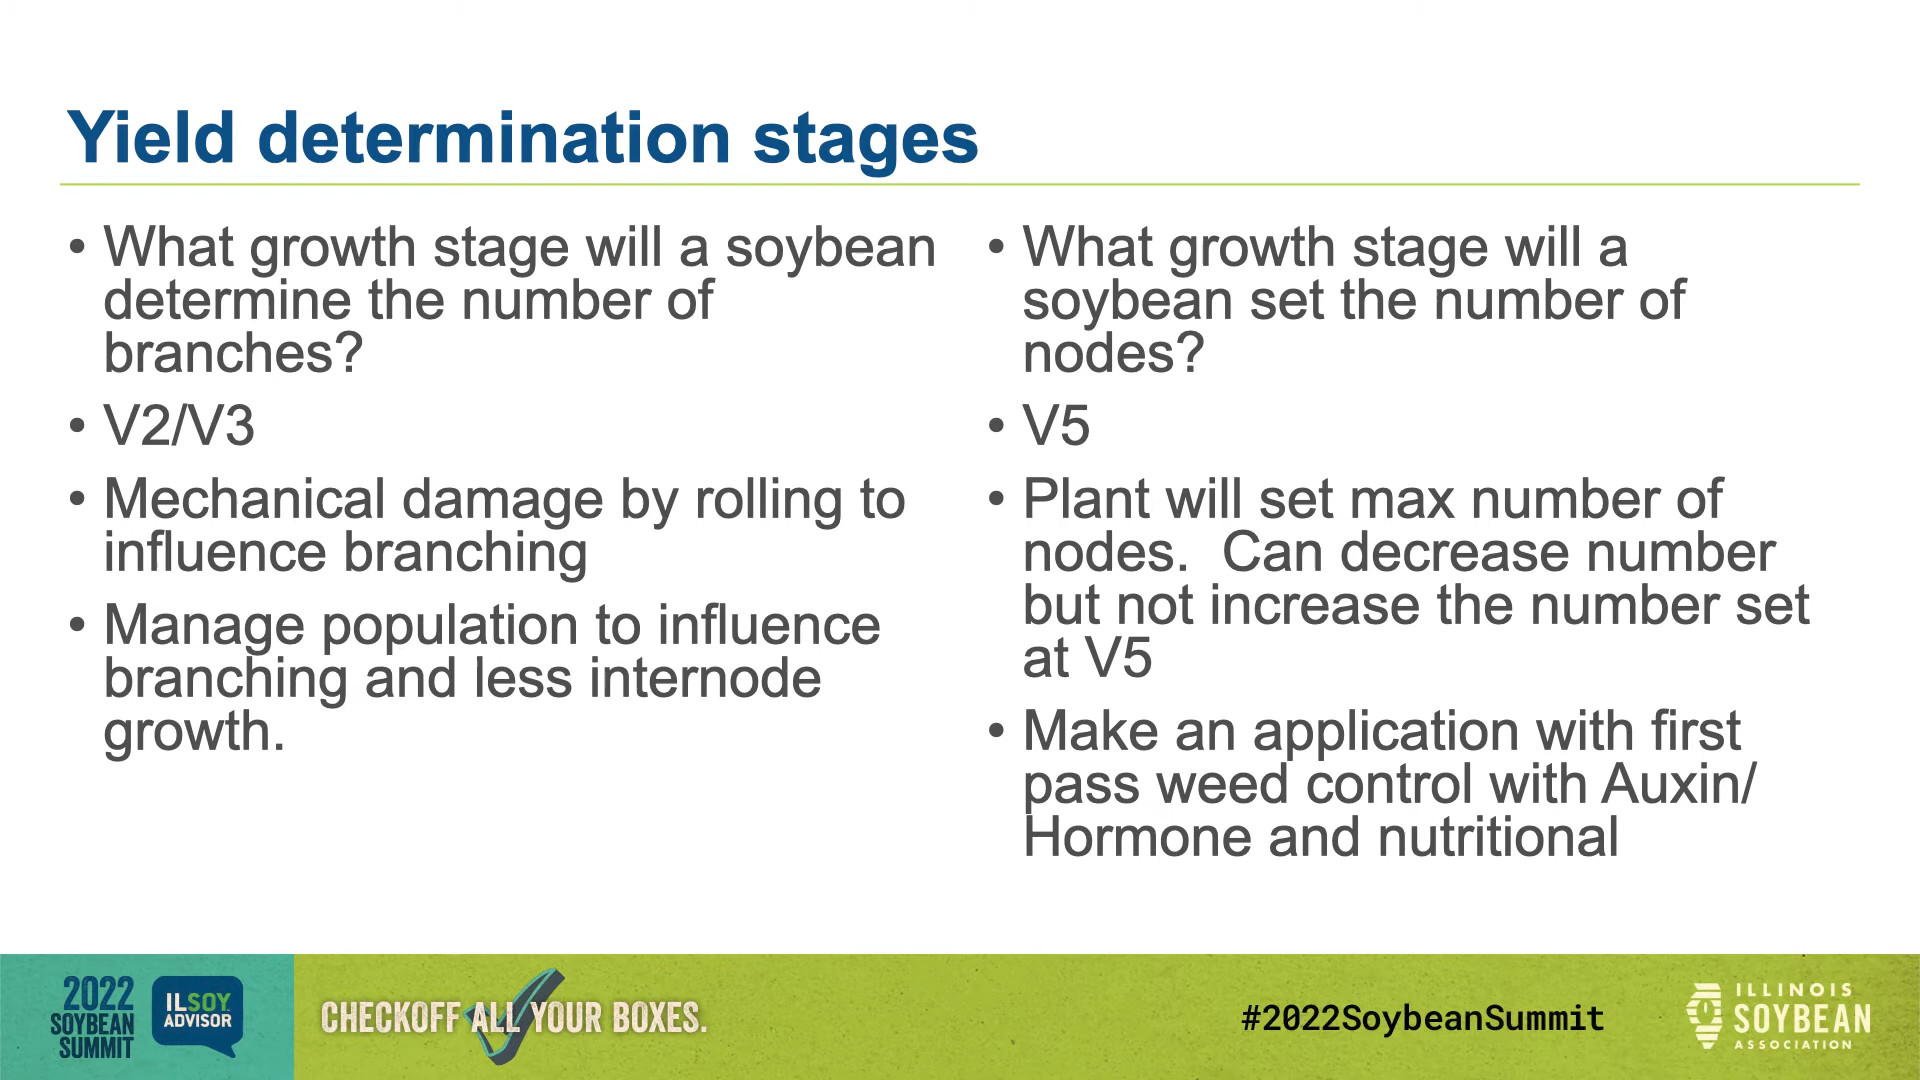 Yield determination stages
• What growth stage will a soybean
determine the number of
branches?
• V2/V3
• Mechanical damage by rolling to
influence branching
• Manage population to influence
branching and less internode
growth.
• What growth stage will a
soybean set the number of
nodes?
• V5
• Plant will set max number of
nodes.  Can decrease number
but not increase the number set
at V5
• Make an application with first
pass weed control with Auxin/
Hormone and nutritional
2022
SOYBEAN
SUMMIT
ILSOY
ADVISOR
CHECKOFF ALL YOUR BOXES.
#2022SoybeanSummit
ILLINOIS
SOYBEAN
ASSOCIATION